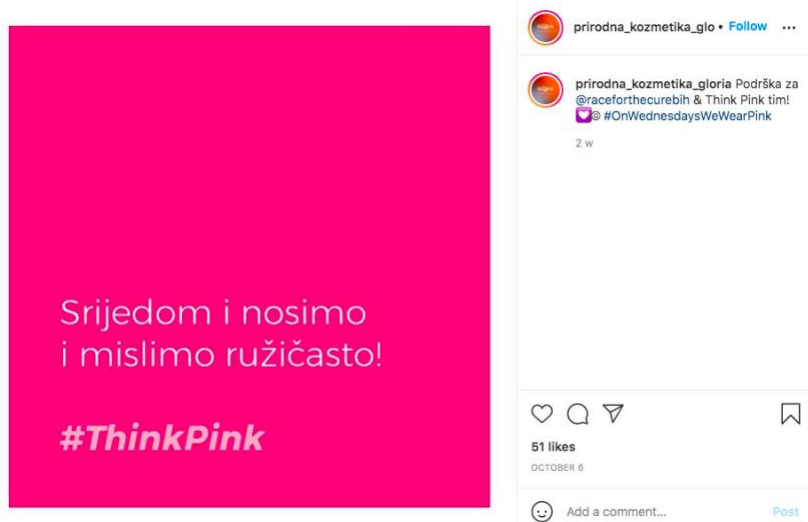 Srijedom i nosimo
i mislimo ružičasto!
#ThinkPink
prirodna_kozmetika_glo • Follow
prirodna_kozmetika_gloria Podrška za
@raceforthecurebih & Think Pink tim!
#OnWednesdaysWeWearPink
2 w
51 likes
OCTOBER 6
Add a comment... Post